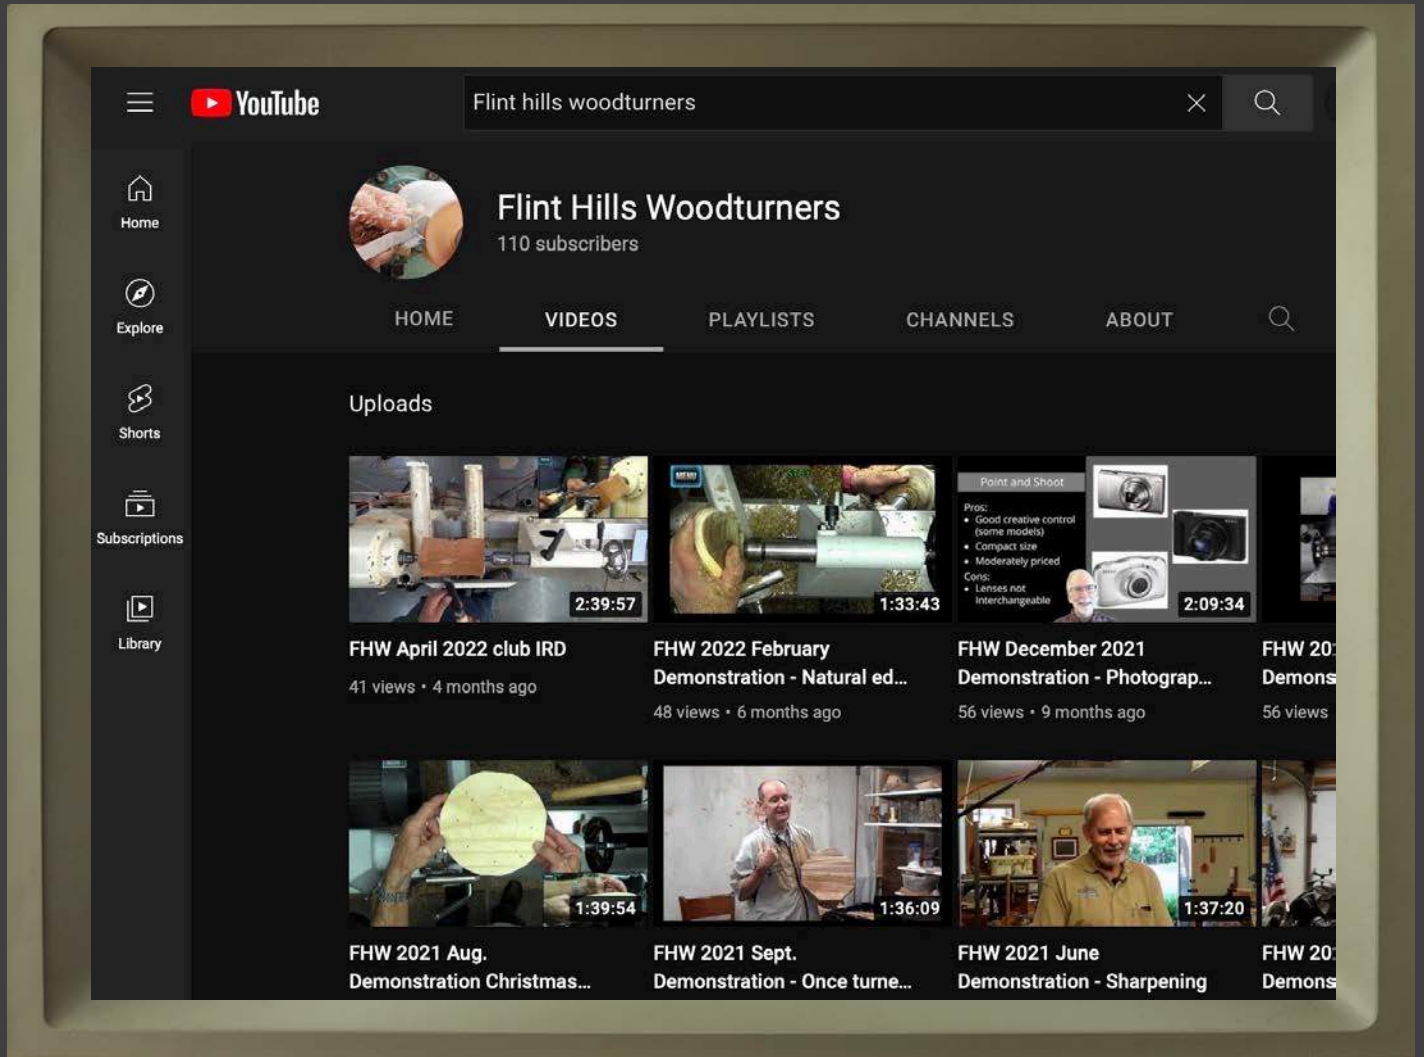 YouTube
Flint hills woodturners
Home
Explore
Shorts
Subscriptions
Library
Flint Hills Woodturners
110 subscribers
HOME VIDEOS PLAYLISTS CHANNELS ABOUT
Uploads
2:39:57
FHW April 2022 club IRD
41 views • 4 months ago
MENU
1:33:43
FHW 2022 February
Demonstration - Natural ed...
48 views • 6 months ago
Point and Shoot
Pros:
• Good creative control
(some models)
• Compact size
• Moderately priced
Cons:
• Lenses not
Interchangeable
2:09:34
FHW December 2021
Demonstration - Photograp...
56 views • 9 months ago
FHW 20
Demons
56 views
1:39:54
FHW 2021 Aug.
Demonstration Christmas...
1:36:09
FHW 2021 Sept.
Demonstration - Once turne...
1:37:20
FHW 2021 June
Demonstration - Sharpening
FHW 20
Demons